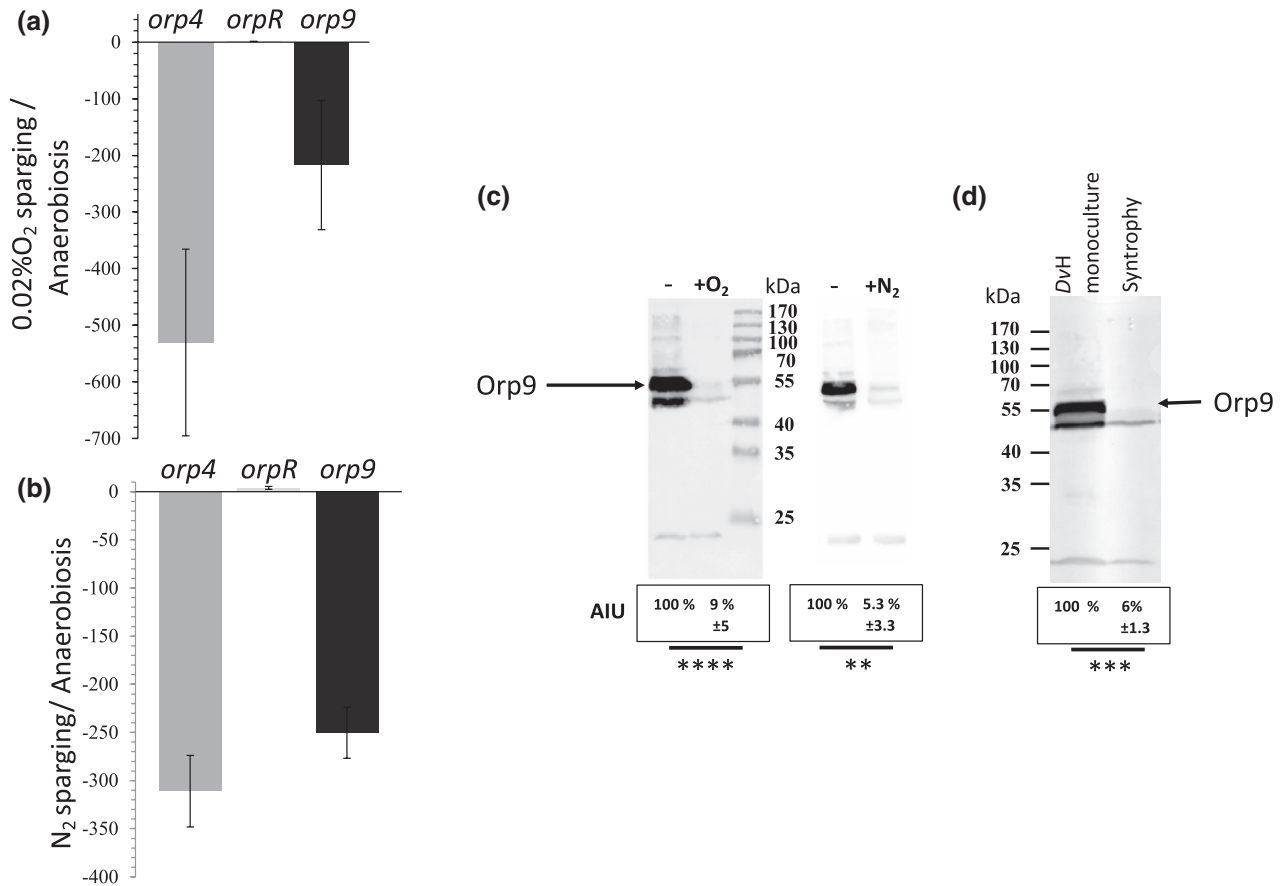 (a)
orp4 orpR orp9
0
-100
-200
-300
-400
-500
-600
-700
0.02%O₂ sparging /
Anaerobiosis
(b)
orp4 orpR orp9
0
-50
-100
-150
-200
-250
-300
-350
-400
N₂ sparging/ Anaerobiosis
(c)
- +O₂ kDa - +N₂
170
130
100
70
55
40
35
25
Orp9
AIU
100 % 9 %
±5
****
100 % 5.3 %
±3.3
**
(d)
DvH
monoculture
Syntrophy
kDa
170
130
100
70
55
40
35
25
Orp9
100 % 6%
±1.3
***